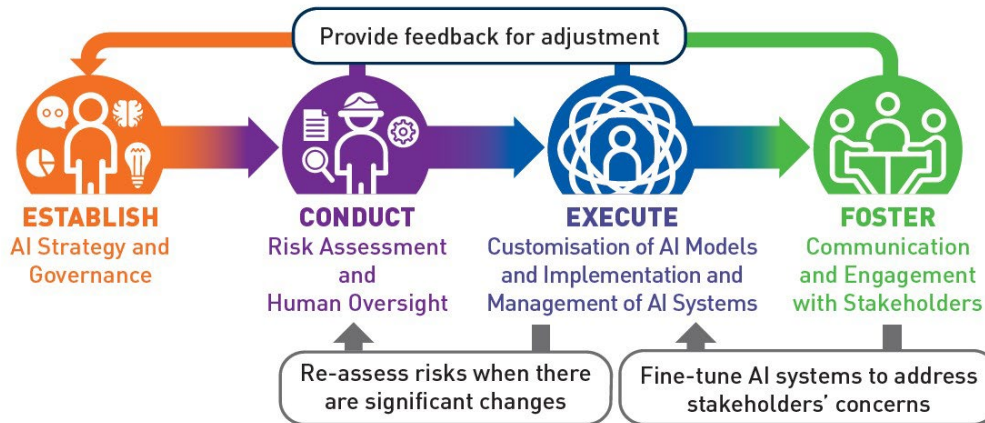 Provide feedback for adjustment
ESTABLISH
AI Strategy and
Governance
CONDUCT
Risk Assessment
and
Human Oversight
EXECUTE
Customisation of AI Models
and Implementation and
Management of AI Systems
FOSTER
Communication
and Engagement
with Stakeholders
Re-assess risks when there
are significant changes
Fine-tune AI systems to address
stakeholders’ concerns